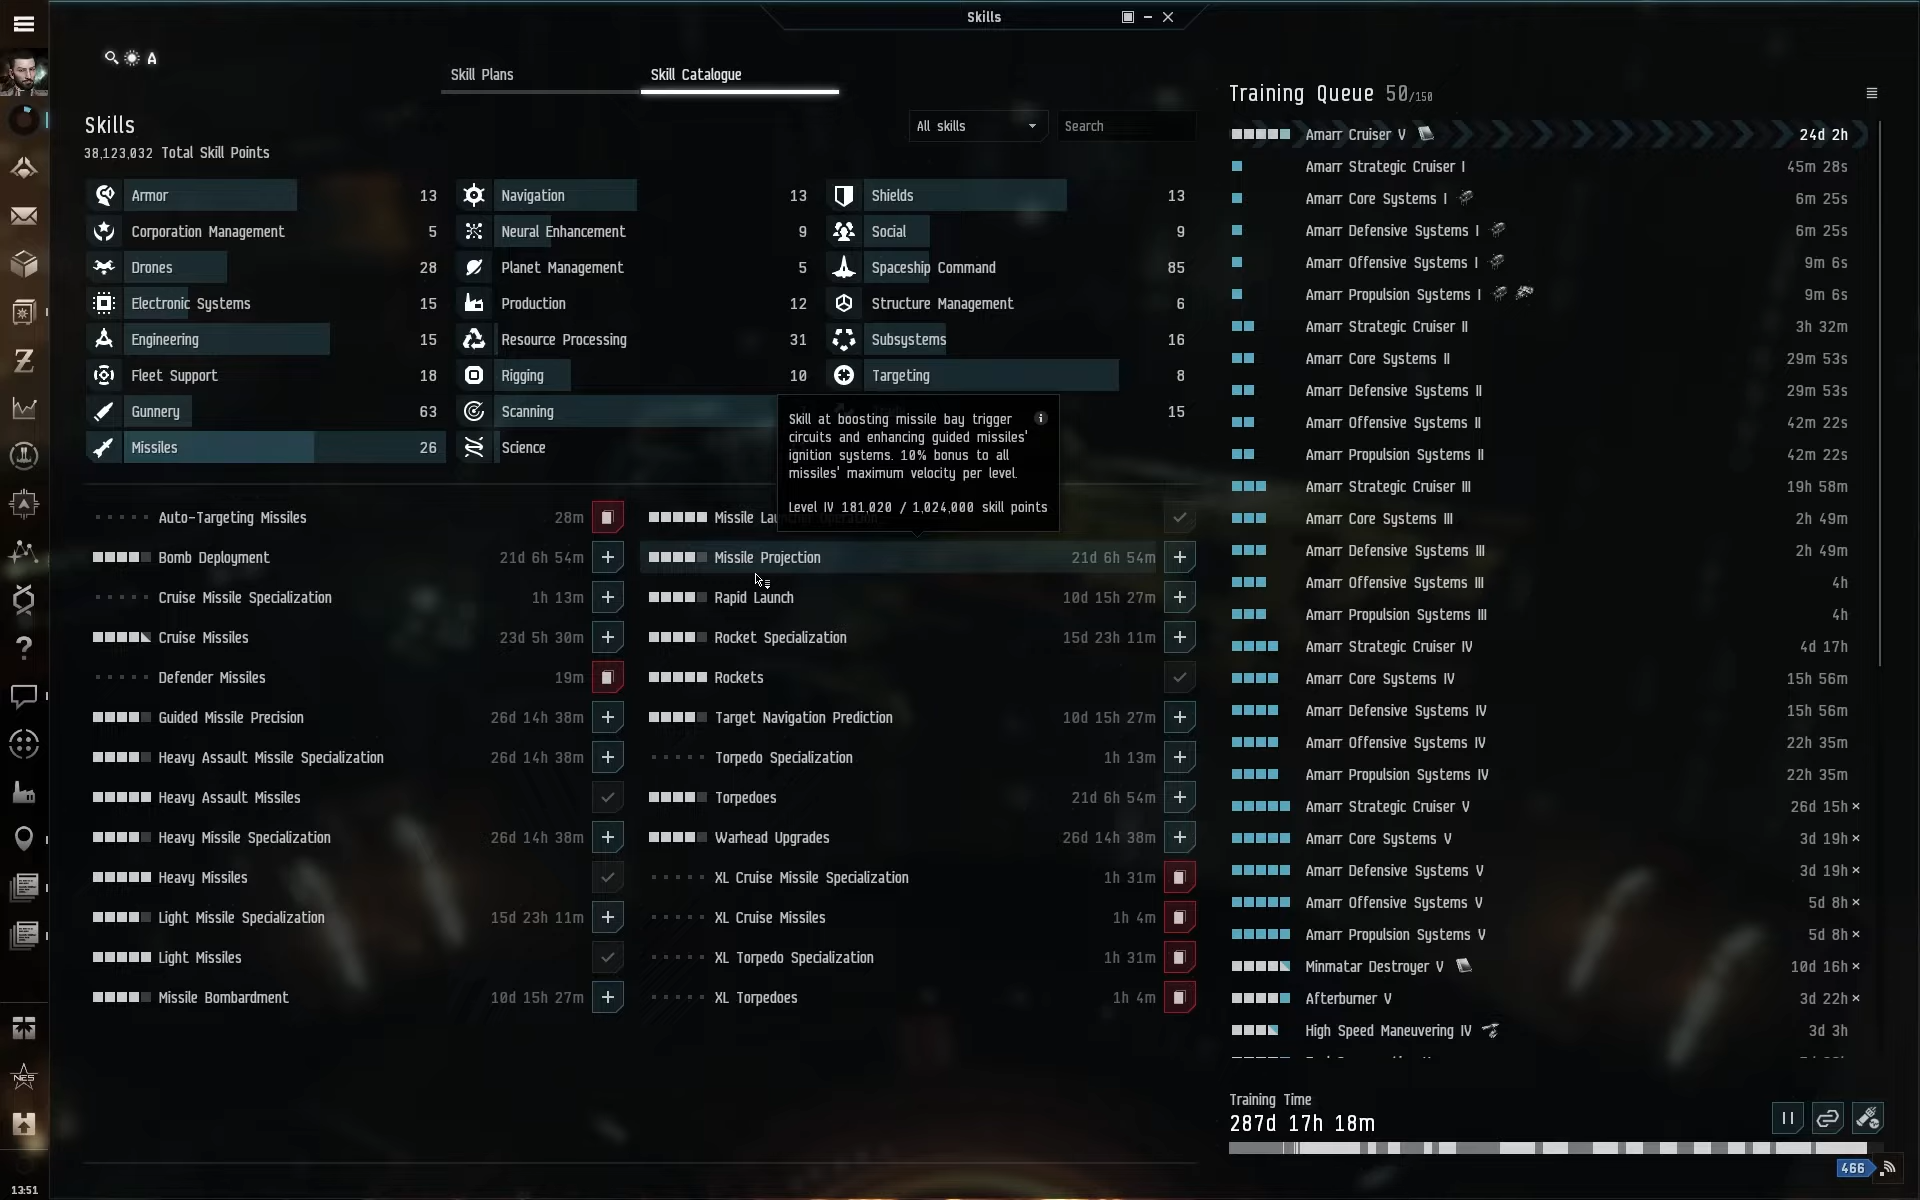 Skills
A
Skill Plans
Skill Catalogue
Skills
38,123,032 Total Skill Points
All skills
Search
Armor 13
Navigation 13
Shields 13
Corporation Management 5
Neural Enhancement 9
Social 9
Drones 28
Planet Management 5
Spaceship Command 85
Electronic Systems 15
Production 12
Structure Management 6
Engineering 15
Resource Processing 31
Subsystems 16
Fleet Support 18
Rigging 10
Targeting 8
Gunnery 63
Scanning
15
Missiles 26
Science
Skill at boosting missile bay trigger
circuits and enhancing guided missiles'
ignition systems. 10% bonus to all
missiles' maximum velocity per level.
Level IV 181,020 / 1,024,000 skill points
Auto-Targeting Missiles 28m
Bomb Deployment 21d 6h 54m
Cruise Missile Specialization 1h 13m
Cruise Missiles 23d 5h 30m
Defender Missiles 19m
Guided Missile Precision 26d 14h 38m
Heavy Assault Missile Specialization 26d 14h 38m
Heavy Assault Missiles
Heavy Missile Specialization 26d 14h 38m
Heavy Missiles
Light Missile Specialization 15d 23h 11m
Light Missiles
Missile Bombardment 10d 15h 27m
Missile Launcher Operation
Missile Projection 21d 6h 54m
Rapid Launch 10d 15h 27m
Rocket Specialization 15d 23h 11m
Rockets
Target Navigation Prediction 10d 15h 27m
Torpedo Specialization 1h 13m
Torpedoes 21d 6h 54m
Warhead Upgrades 26d 14h 38m
XL Cruise Missile Specialization 1h 31m
XL Cruise Missiles 1h 4m
XL Torpedo Specialization 1h 31m
XL Torpedoes 1h 4m
Training Queue 50/150
Amarr Cruiser V 24d 2h
Amarr Strategic Cruiser I 45m 28s
Amarr Core Systems I 6m 25s
Amarr Defensive Systems I 6m 25s
Amarr Offensive Systems I 9m 6s
Amarr Propulsion Systems I 9m 6s
Amarr Strategic Cruiser II 3h 32m
Amarr Core Systems II 29m 53s
Amarr Defensive Systems II 29m 53s
Amarr Offensive Systems II 42m 22s
Amarr Propulsion Systems II 42m 22s
Amarr Strategic Cruiser III 19h 58m
Amarr Core Systems III 2h 49m
Amarr Defensive Systems III 2h 49m
Amarr Offensive Systems III 4h
Amarr Propulsion Systems III 4h
Amarr Strategic Cruiser IV 4d 17h
Amarr Core Systems IV 15h 56m
Amarr Defensive Systems IV 15h 56m
Amarr Offensive Systems IV 22h 35m
Amarr Propulsion Systems IV 22h 35m
Amarr Strategic Cruiser V 26d 15h
Amarr Core Systems V 3d 19h
Amarr Defensive Systems V 3d 19h
Amarr Offensive Systems V 5d 8h
Amarr Propulsion Systems V 5d 8h
Minmatar Destroyer V 10d 16h
Afterburner V 3d 22h
High Speed Maneuvering IV 3d 3h
Training Time
287d 17h 18m
466
NES
13:51